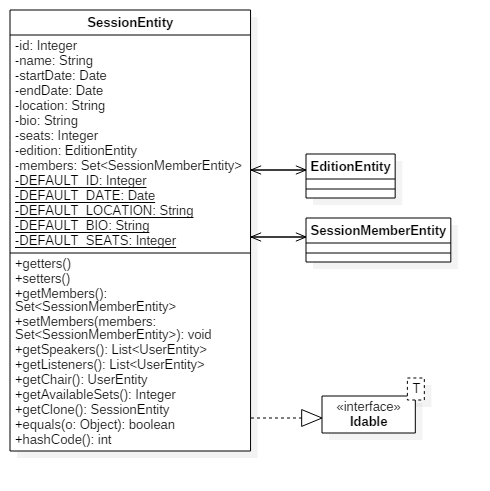 SessionEntity
-id: Integer
-name: String
-startDate: Date
-endDate: Date
-location: String
-bio: String
-seats: Integer
-edition: EditionEntity
-members: Set<SessionMemberEntity>
-DEFAULT_ID: Integer
-DEFAULT_DATE: Date
-DEFAULT_LOCATION: String
-DEFAULT_BIO: String
-DEFAULT_SEATS: Integer
+getters()
+setters()
+getMembers():
Set<SessionMemberEntity>
+setMembers(members:
Set<SessionMemberEntity>): void
+getSpeakers(): List<UserEntity>
+getListeners(): List<UserEntity>
+getChair(): UserEntity
+getAvailableSets(): Integer
+getClone(): SessionEntity
+equals(o: Object): boolean
+hashCode(): int
EditionEntity
SessionMemberEntity
T
«interface»
Idable